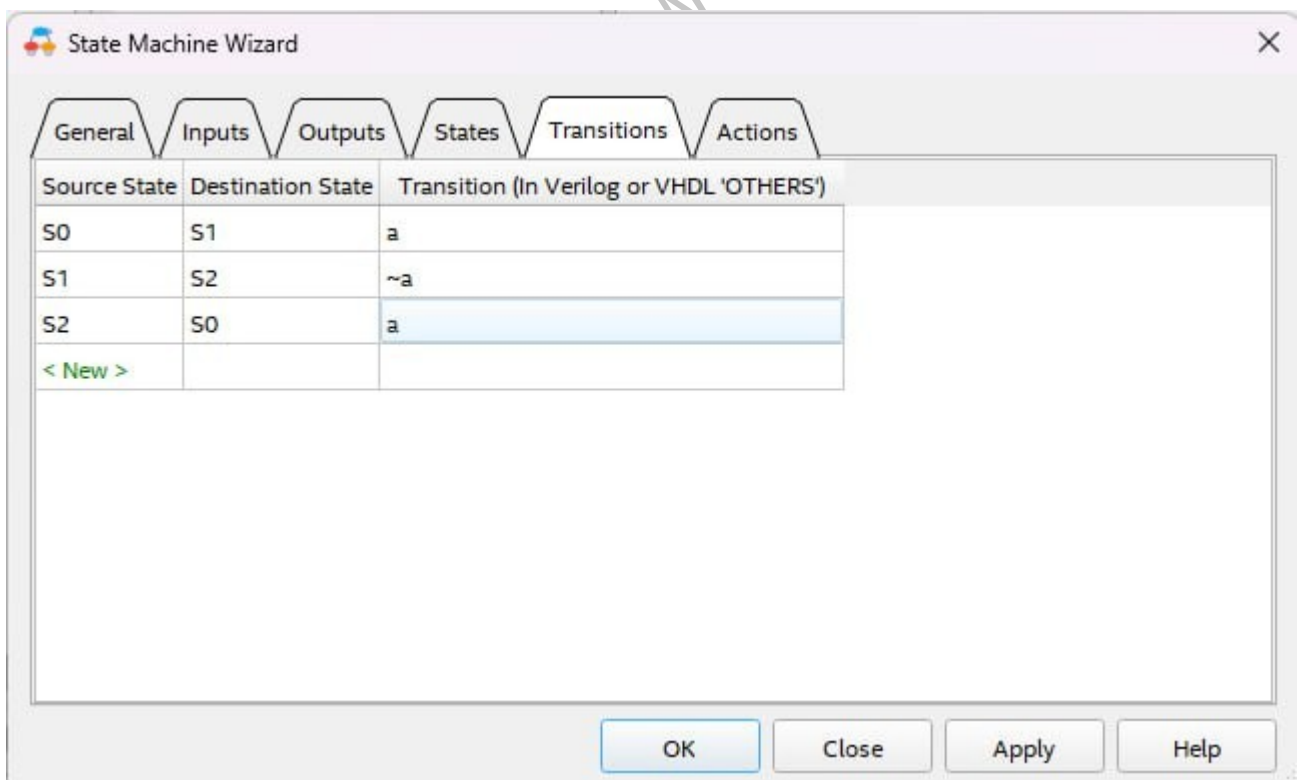 State Machine Wizard
General Inputs Outputs States Transitions Actions
Source State Destination State Transition (In Verilog or VHDL 'OTHERS')
S0 S1 a
S1 S2 ~a
S2 S0 a
< New >
OK Close Apply Help